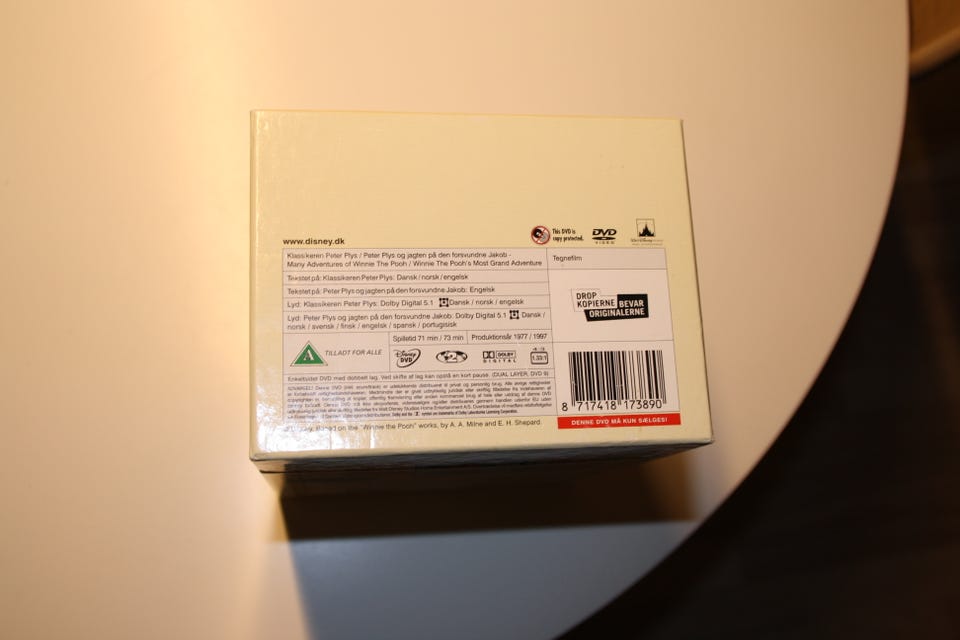 www.disney.dk
This DVD is
copy protected.
DVD
VIDEO
Klassikeren Peter Plys / Peter Plys og jagten på den forsvundne Jakob -
Many Adventures of Winnie The Pooh / Winnie The Pooh's Most Grand Adventure
Tegnefilm
Tekstet på: Klassikeren Peter Plys: Dansk / norsk / engelsk
Tekstet på: Peter Plys og jagten på den forsvundne Jakob: Engelsk
Lyd: Klassikeren Peter Plys: Dolby Digital 5.1 Dansk / norsk / engelsk
Lyd: Peter Plys og jagten på den forsvundne Jakob: Dolby Digital 5.1 Dansk /
norsk / svensk / finsk / engelsk / spansk / portugisisk
DROP
KOPIERNE
BEVAR
ORIGINALERNE
Spilletid 71 min / 73 min
Produktionsår 1977 / 1997
A
TILLADT FOR ALLE
Disney
DVD
DOLBY
DIGITAL
4:3
1.33:1
Enkeltsidet DVD med dobbelt lag. Ved skifte af lag kan opstå en kort pause. (DUAL LAYER, DVD 9)
8 717418 173890
DENNE DVD MÅ KUN SÆLGES!
Disney. Based on the "Winnie the Pooh" works, by A. A. Milne and E. H. Shepard.